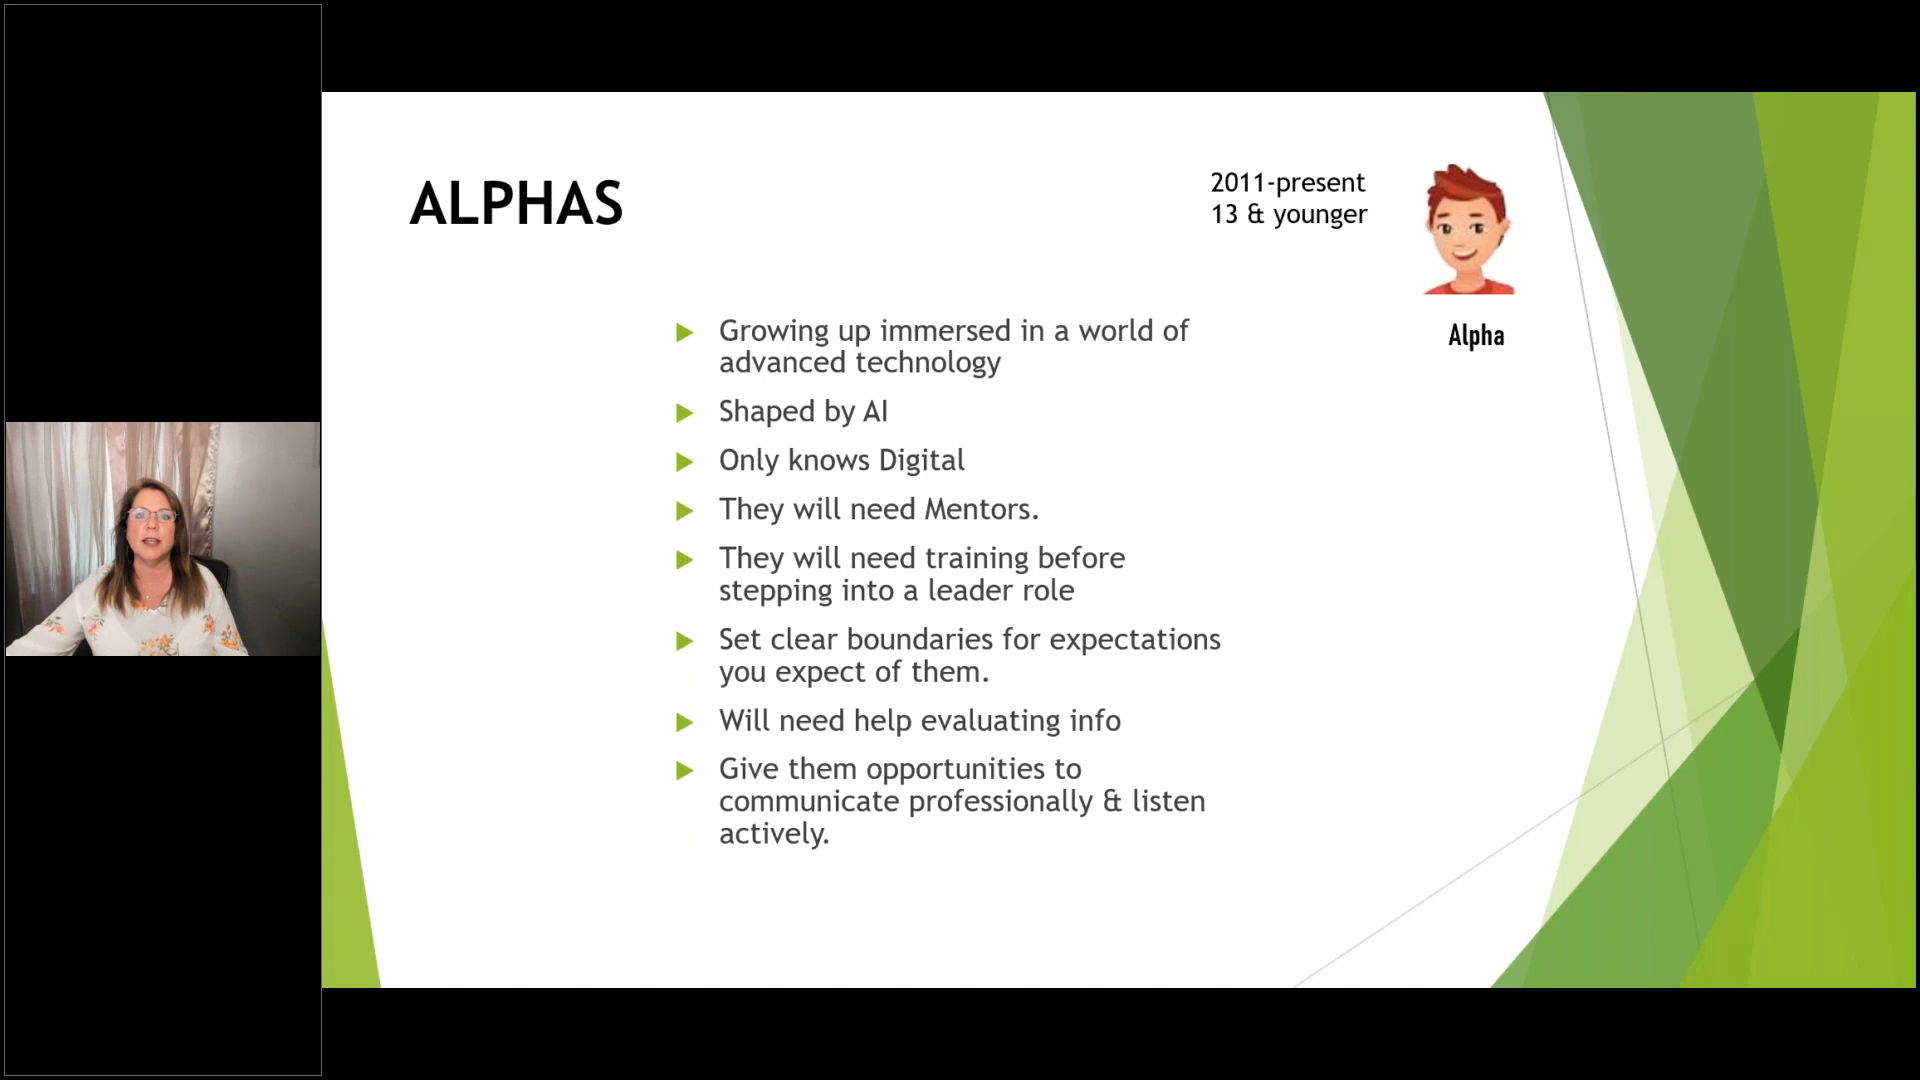 ALPHAS
2011-present
13 & younger
Alpha
Growing up immersed in a world of
advanced technology
Shaped by AI
Only knows Digital
They will need Mentors.
They will need training before
stepping into a leader role
Set clear boundaries for expectations
you expect of them.
Will need help evaluating info
Give them opportunities to
communicate professionally & listen
actively.